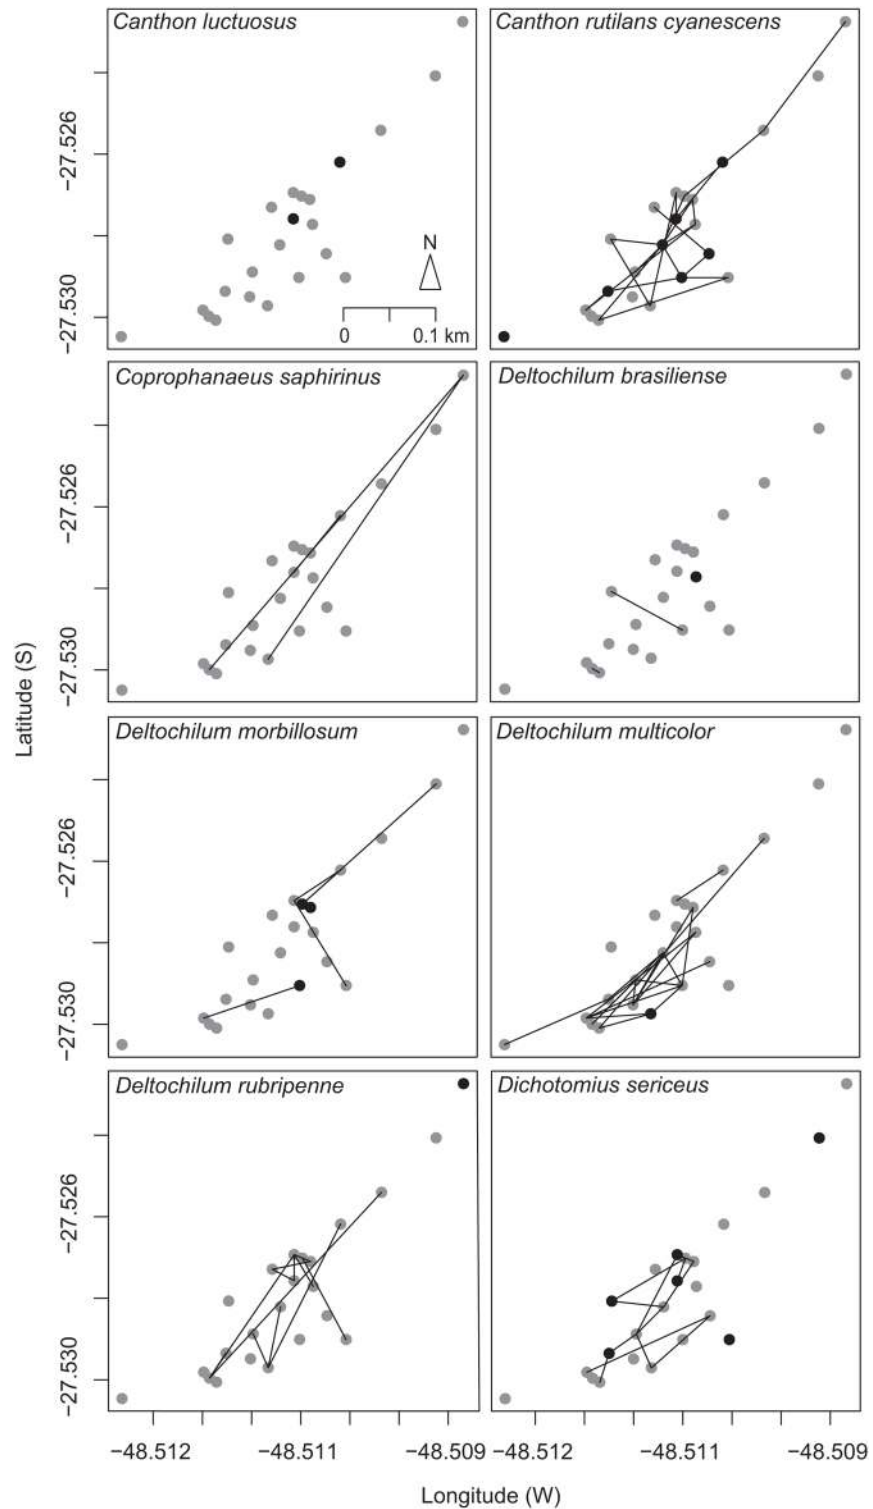 Canthon luctuosus
Canthon rutilans cyanescens
−27.526
−27.530
N
0
0.1 km
Coprophanaeus saphirinus
Deltochilum brasiliense
−27.526
−27.530
Latitude (S)
Deltochilum morbillosum
Deltochilum multicolor
−27.526
−27.530
Deltochilum rubripenne
Dichotomius sericeus
−27.526
−27.530
−48.512
−48.511
−48.509
−48.512
−48.511
−48.509
Longitude (W)